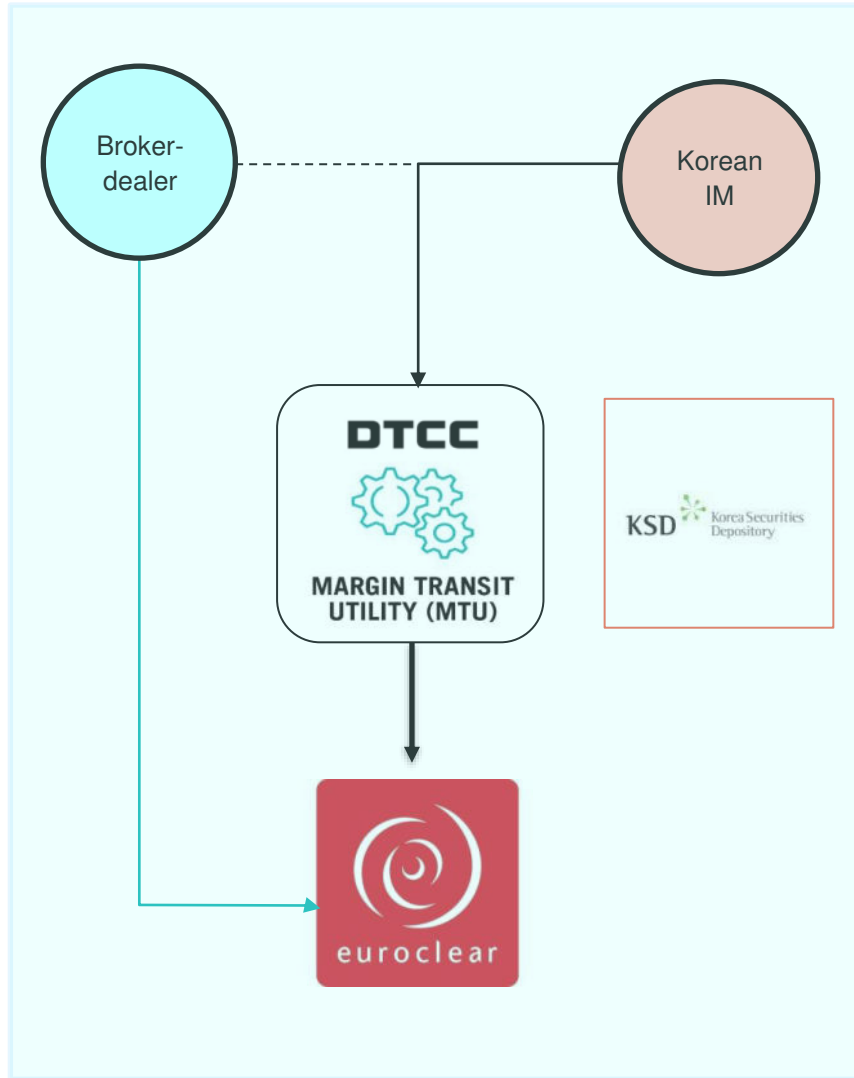 Broker-
dealer
Korean
IM
DTCC
MARGIN TRANSIT
UTILITY (MTU)
KSD Korea Securities
Depository
euroclear